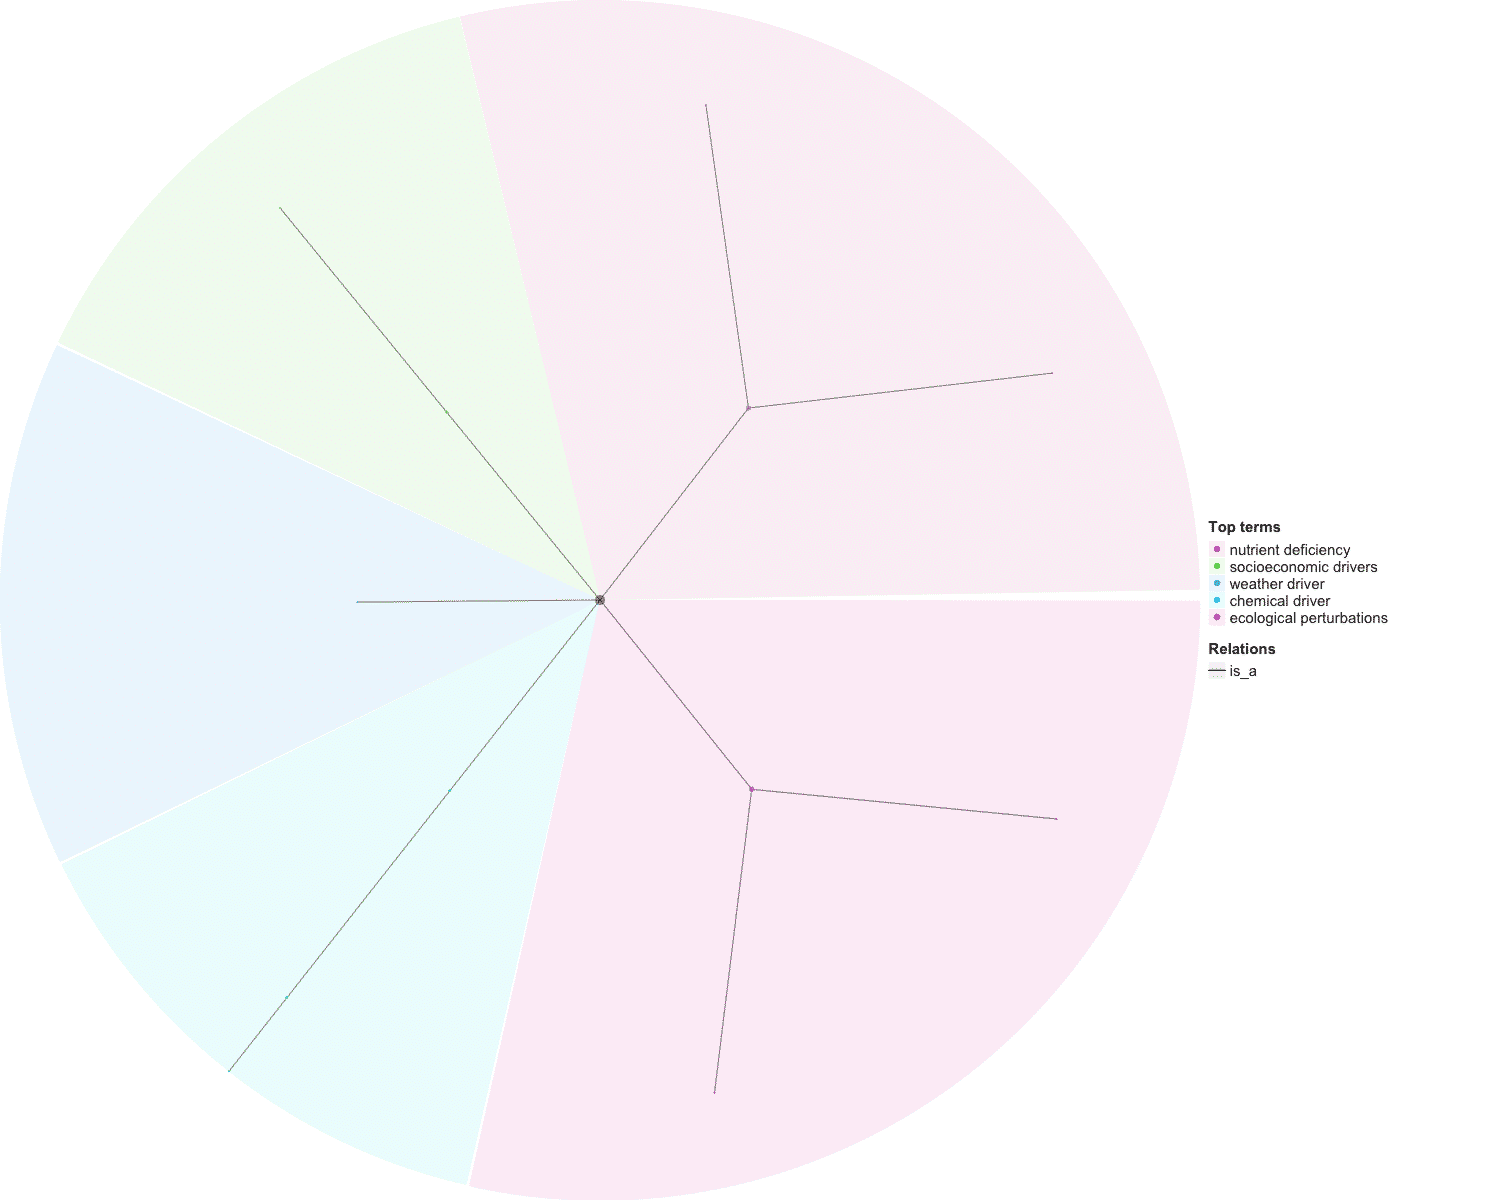 Top terms
nutrient deficiency
socioeconomic drivers
weather driver
chemical driver
ecological perturbations
Relations
is_a